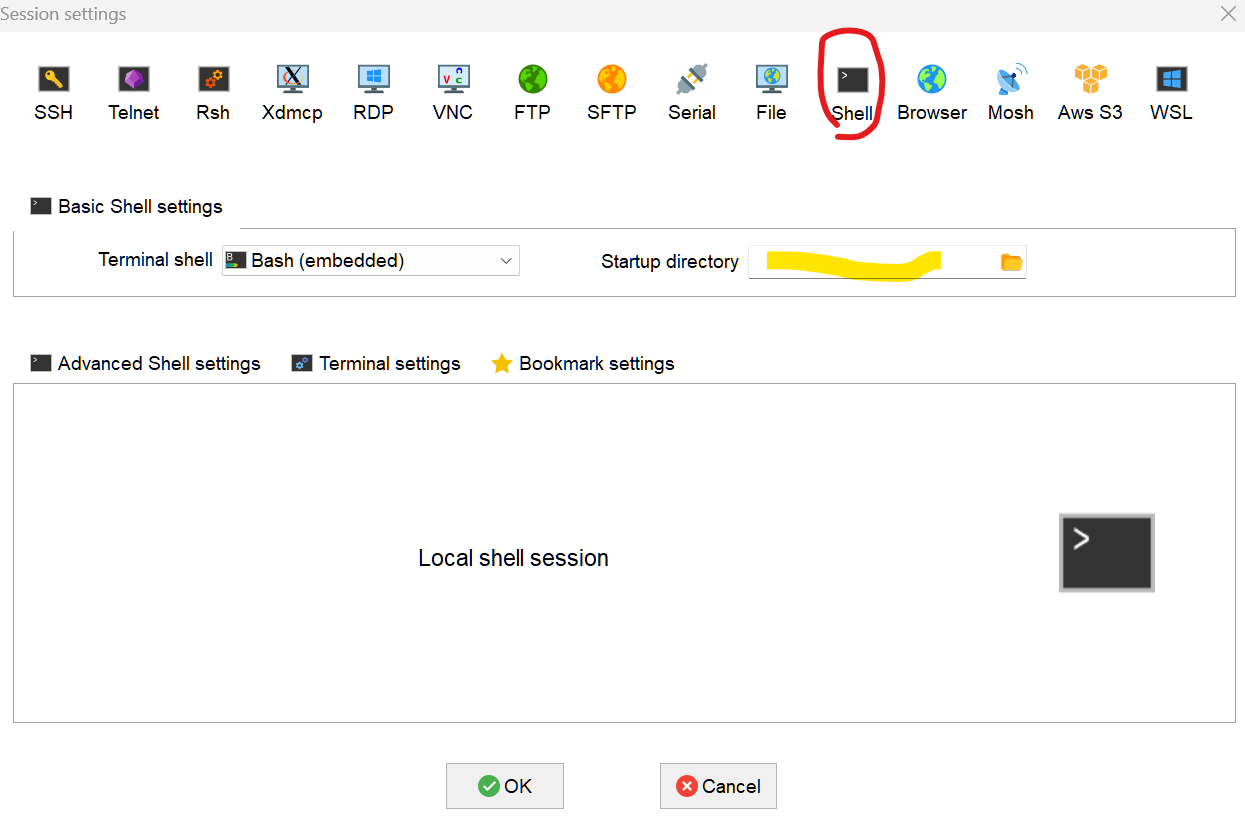 Session settings
SSH Telnet Rsh Xdmcp RDP VNC FTP SFTP Serial File Shell Browser Mosh Aws S3 WSL
Basic Shell settings
Terminal shell Bash (embedded) Startup directory
Advanced Shell settings Terminal settings Bookmark settings
Local shell session
OK Cancel